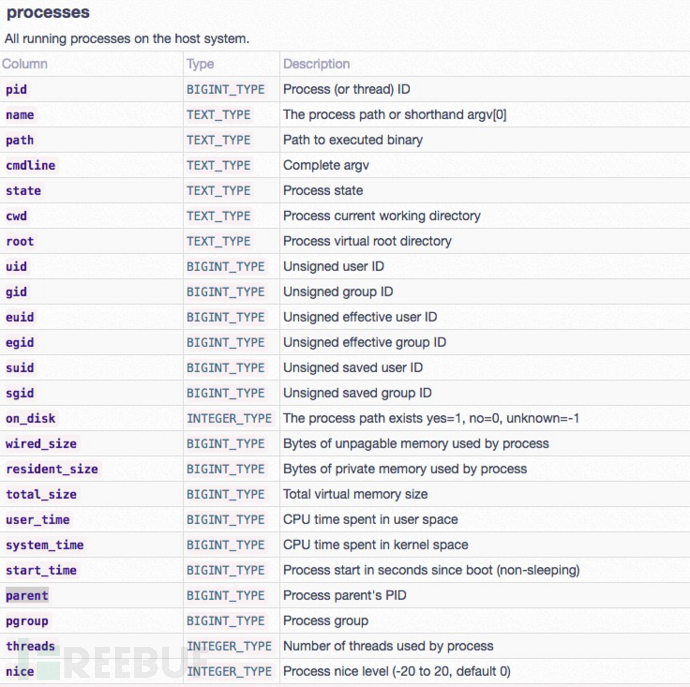 processes
All running processes on the host system.
Column Type Description
pid BIGINT_TYPE Process (or thread) ID
name TEXT_TYPE The process path or shorthand argv[0]
path TEXT_TYPE Path to executed binary
cmdline TEXT_TYPE Complete argv
state TEXT_TYPE Process state
cwd TEXT_TYPE Process current working directory
root TEXT_TYPE Process virtual root directory
uid BIGINT_TYPE Unsigned user ID
gid BIGINT_TYPE Unsigned group ID
euid BIGINT_TYPE Unsigned effective user ID
egid BIGINT_TYPE Unsigned effective group ID
suid BIGINT_TYPE Unsigned saved user ID
sgid BIGINT_TYPE Unsigned saved group ID
on_disk INTEGER_TYPE The process path exists yes=1, no=0, unknown=-1
wired_size BIGINT_TYPE Bytes of unpagable memory used by process
resident_size BIGINT_TYPE Bytes of private memory used by process
total_size BIGINT_TYPE Total virtual memory size
user_time BIGINT_TYPE CPU time spent in user space
system_time BIGINT_TYPE CPU time spent in kernel space
start_time BIGINT_TYPE Process start in seconds since boot (non-sleeping)
parent BIGINT_TYPE Process parent's PID
pgroup BIGINT_TYPE Process group
threads INTEGER_TYPE Number of threads used by process
nice INTEGER_TYPE Process nice level (-20 to 20, default 0)
FREEBUF